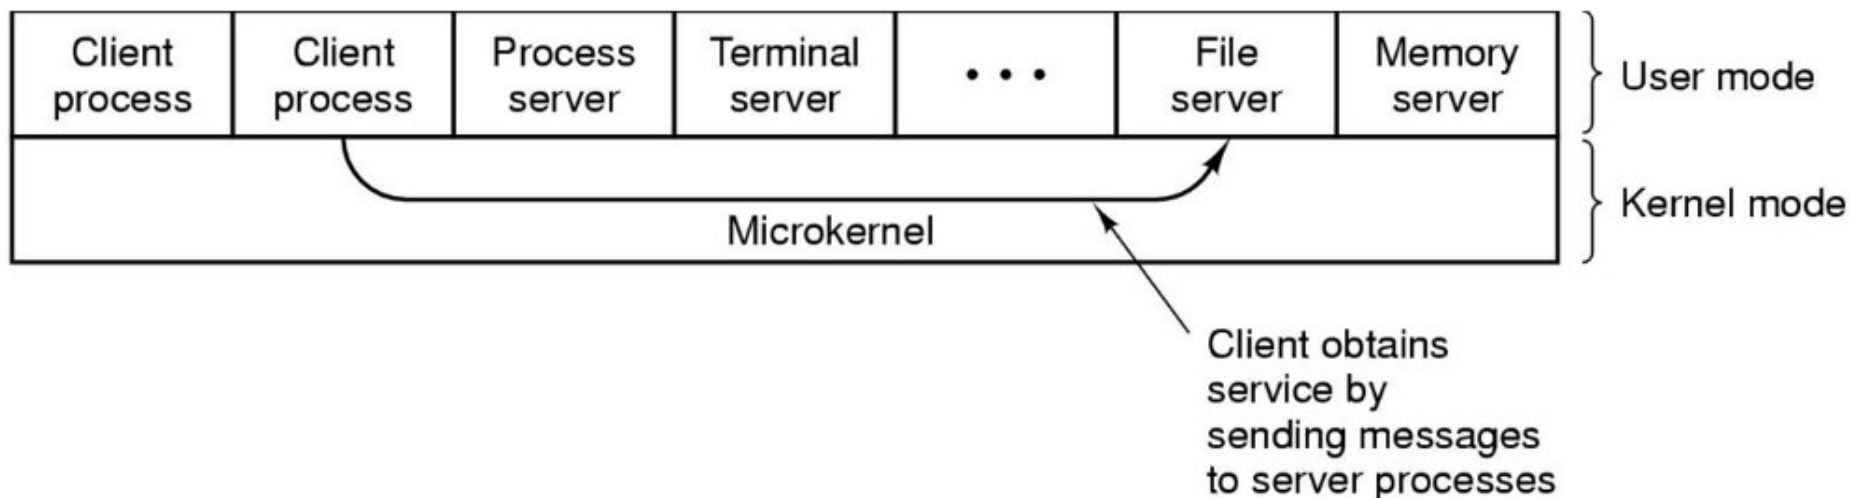 Client
process
Client
process
Process
server
Terminal
server
• • •
File
server
Memory
server
User mode
Microkernel
Kernel mode
Client obtains
service by
sending messages
to server processes